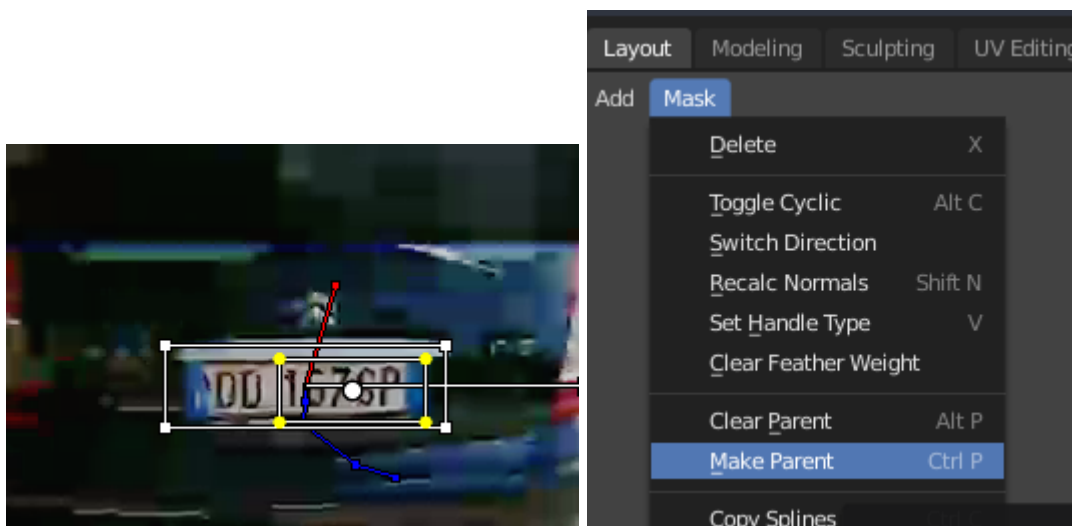 Layout Modeling Sculpting UV Editing
Add Mask
Delete X
Toggle Cyclic Alt C
Switch Direction
Recalc Normals Shift N
Set Handle Type V
Clear Feather Weight
Clear Parent Alt P
Make Parent Ctrl P
Copy Splines